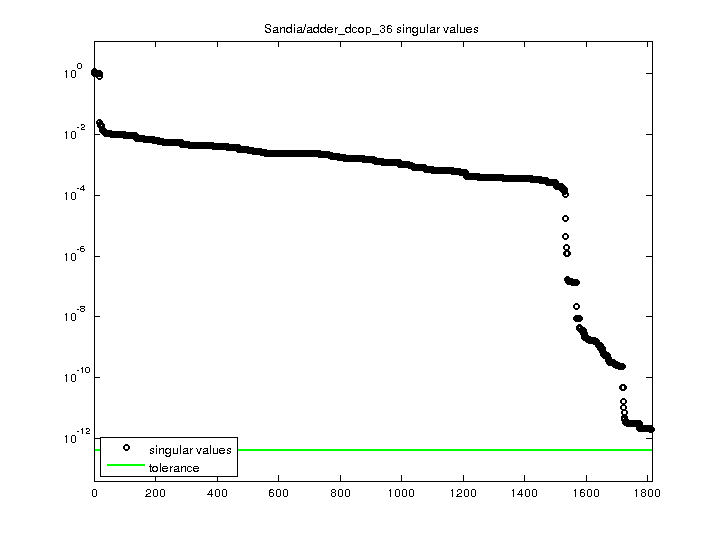 Sandia/adder_dcop_36 singular values
10^0
10^-2
10^-4
10^-6
10^-8
10^-10
10^-12
singular values
tolerance
0 200 400 600 800 1000 1200 1400 1600 1800